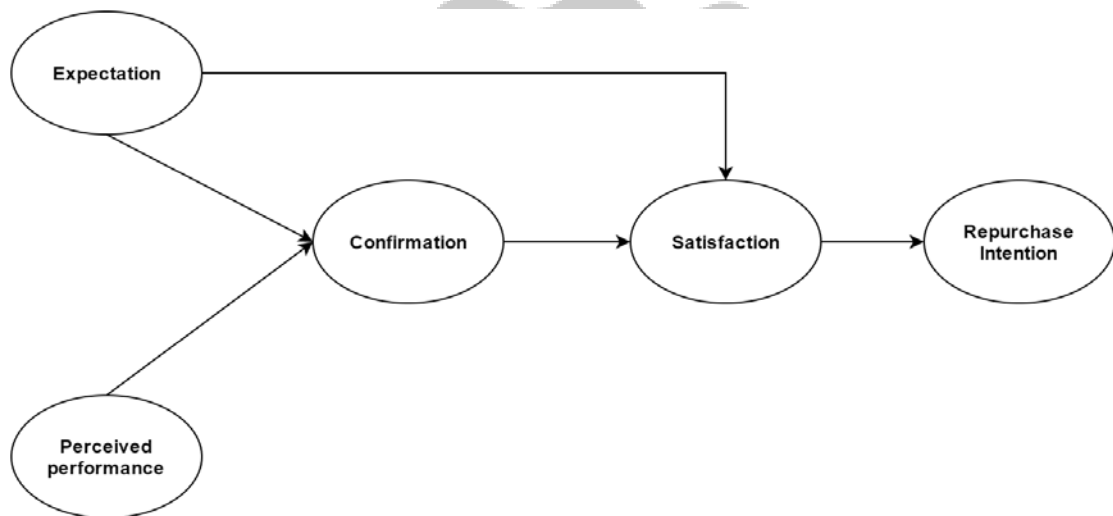 Expectation
Confirmation
Satisfaction
Repurchase
Intention
Perceived
performance